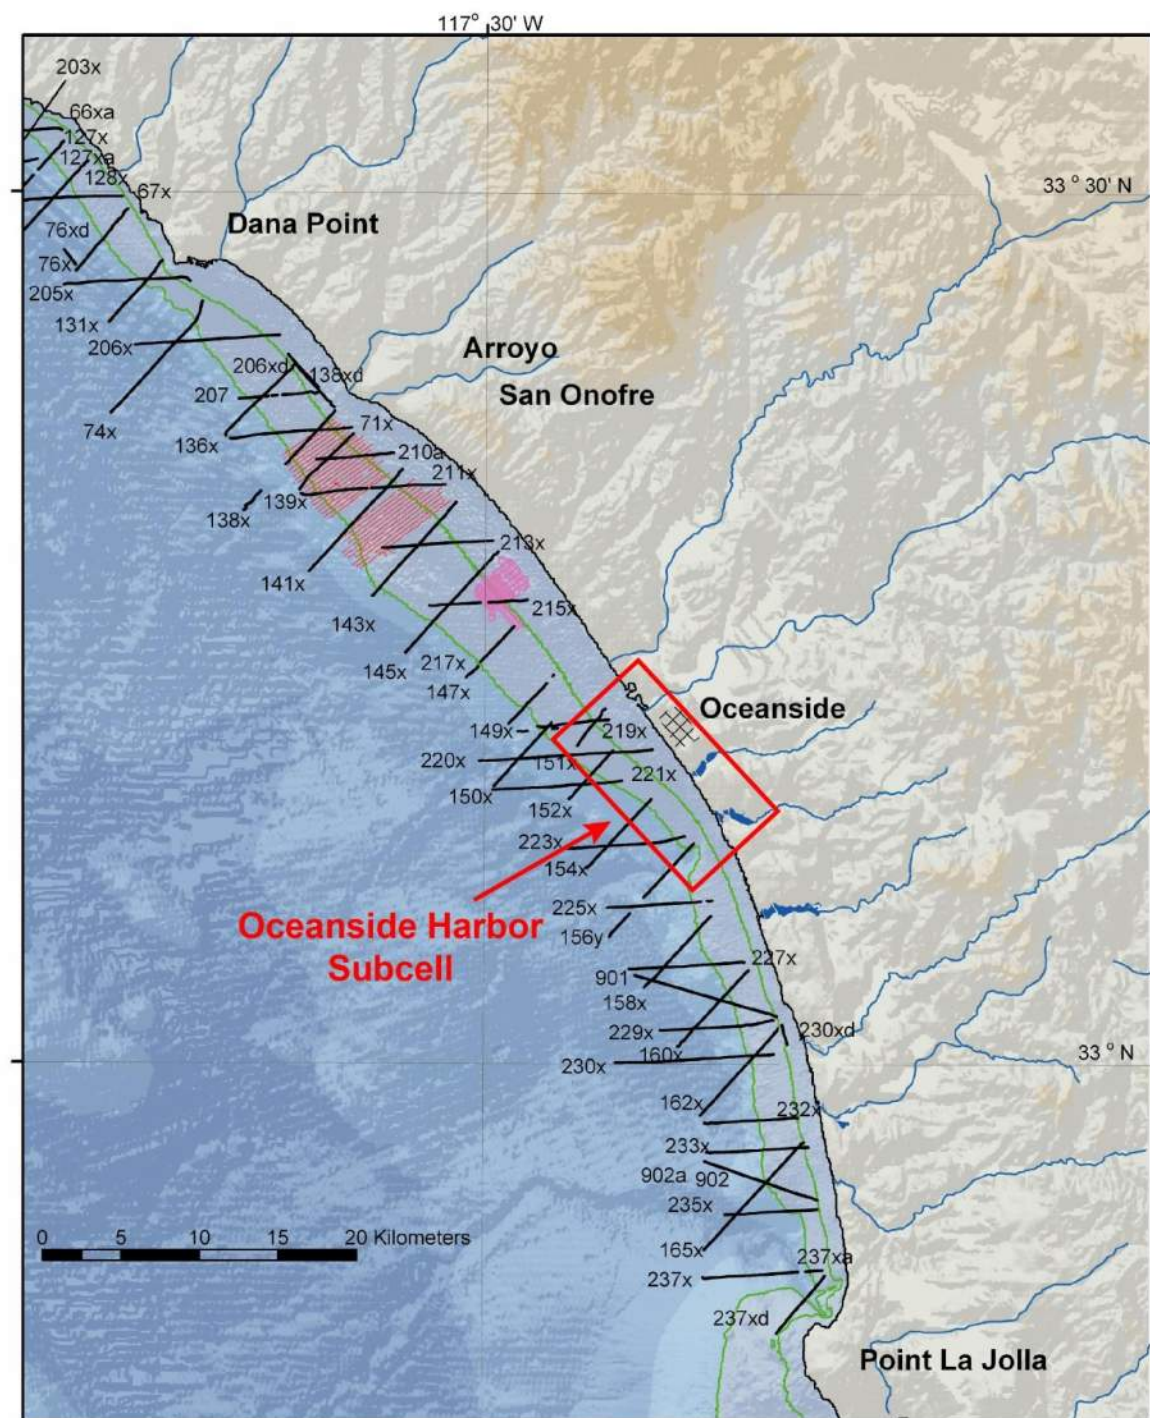 117° 30' W
203x
66xa
127x
127xa
128x
67x
33 ° 30' N
Dana Point
76xd
76x
205x
131x
206x
Arroyo
San Onofre
206xd
138xd
207
74x
136x
71x
210a
211x
139x
138x
213x
141x
215x
143x
145x
217x
147x
Oceanside
149x
219x
220x
151x
221x
150x
152x
223x
154x
225x
Oceanside Harbor
Subcell
156y
227x
901
158x
229x
160x
230xd
33 ° N
230x
162x
232x
233x
902a 902
235x
0 5 10 15 20 Kilometers
165x
237xa
237x
237xd
Point La Jolla